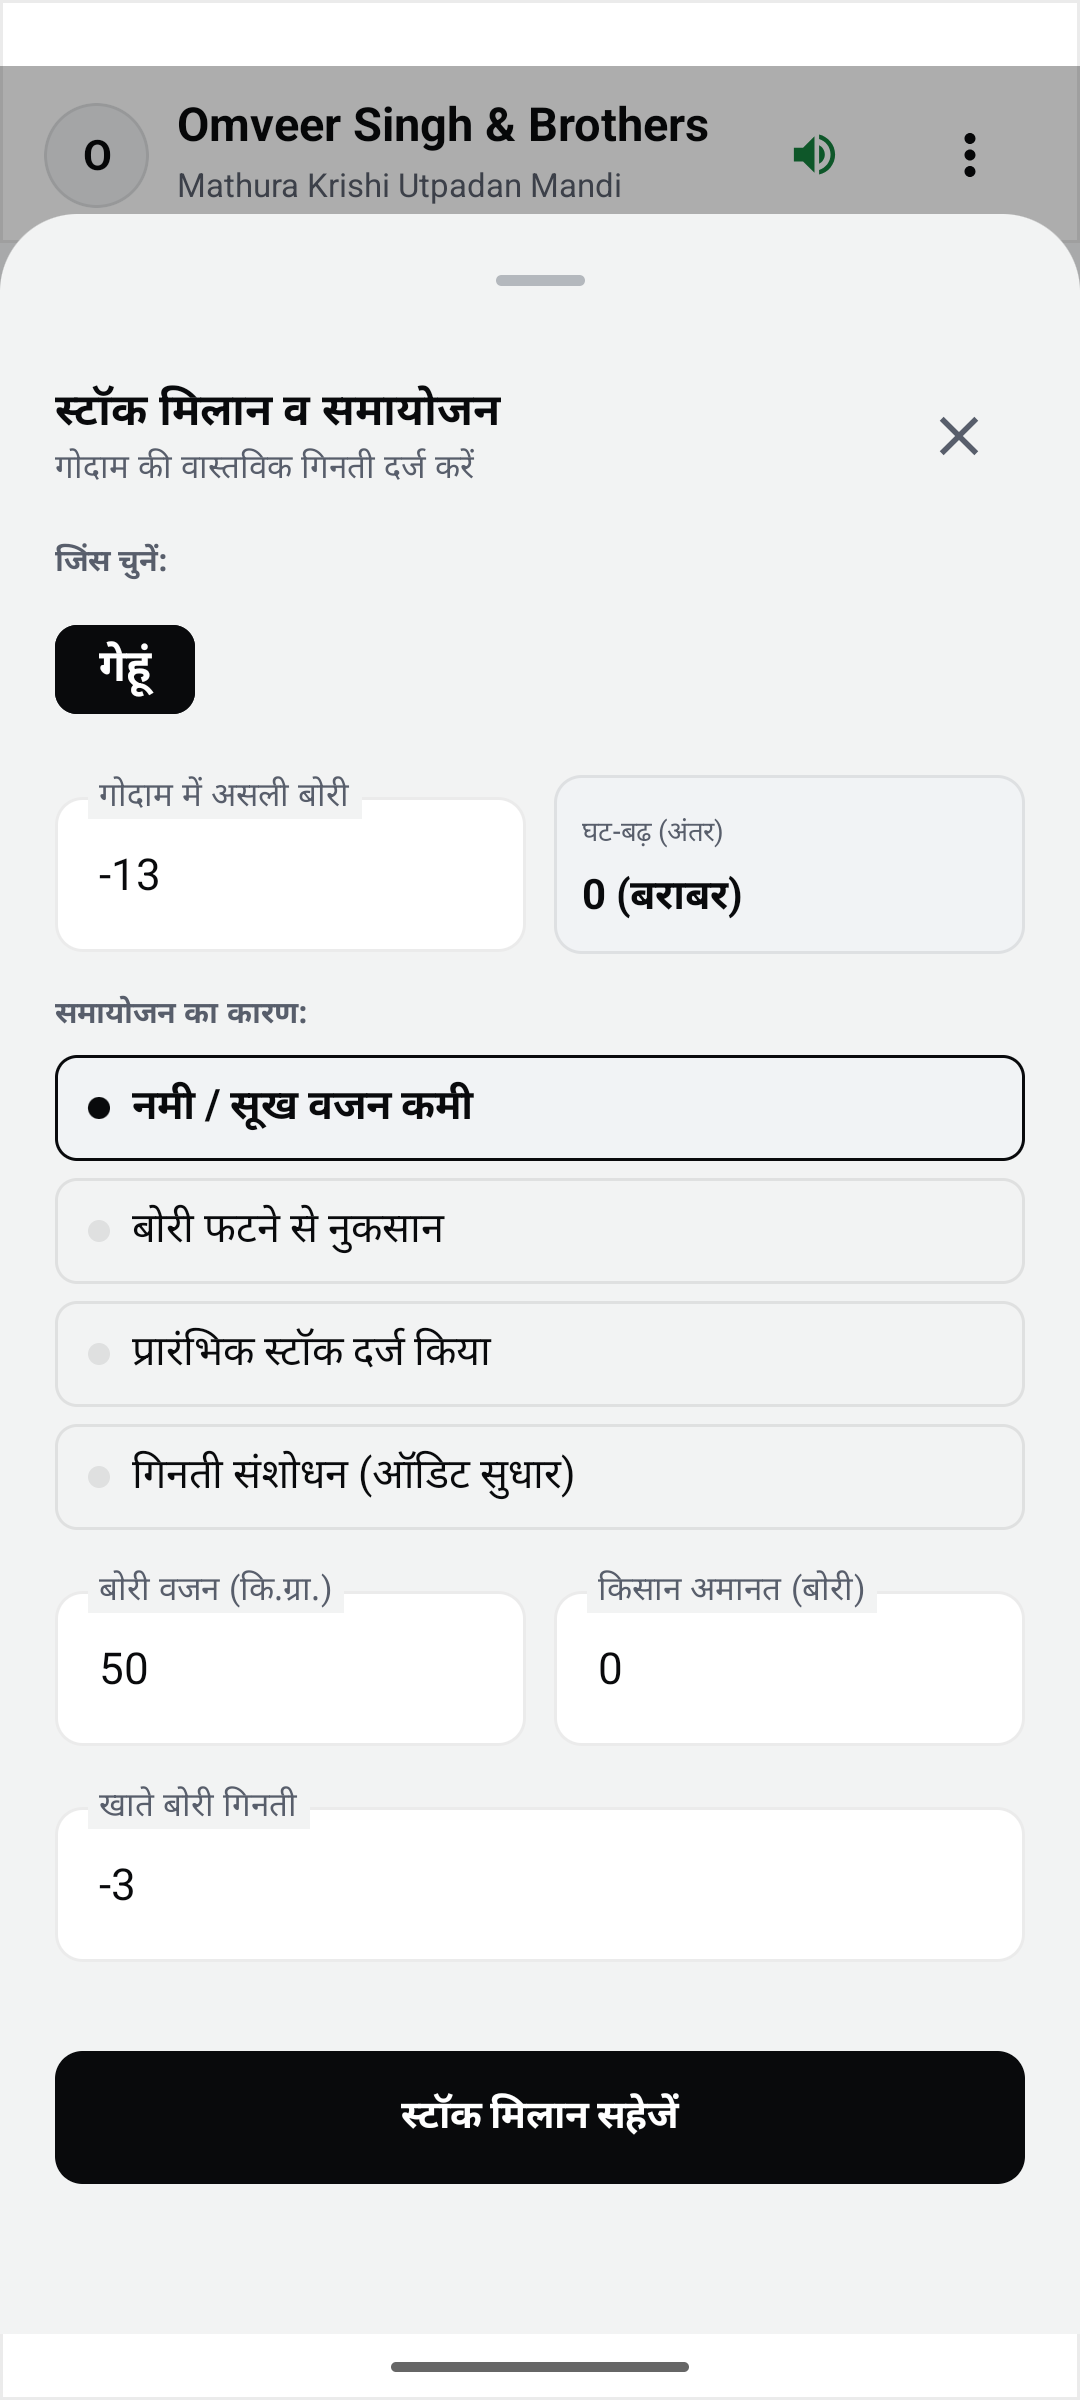 O
Omveer Singh & Brothers
Mathura Krishi Utpadan Mandi
स्टॉक मिलान व समायोजन
गोदाम की वास्तविक गिनती दर्ज करें
जिंस चुनें:
गेहूं
गोदाम में असली बोरी
-13
घट-बढ़ (अंतर)
0 (बराबर)
समायोजन का कारण:
नमी / सूख वजन कमी
बोरी फटने से नुकसान
प्रारंभिक स्टॉक दर्ज किया
गिनती संशोधन (ऑडिट सुधार)
बोरी वजन (कि.ग्रा.)
50
किसान अमानत (बोरी)
0
खाते बोरी गिनती
-3
स्टॉक मिलान सहेजें